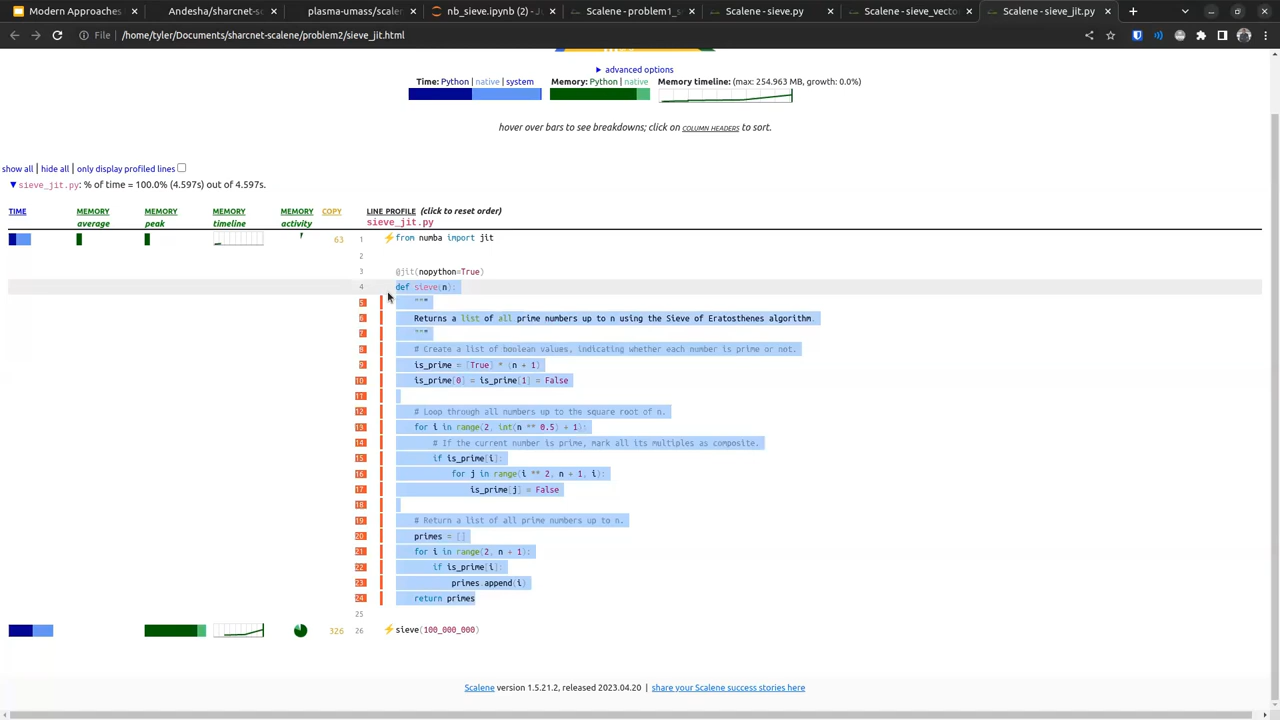 Modern Approaches
Andesha/sharcnet-sc
plasma-umass/scaler
nb_sieve.ipynb (2) - Ju
Scalene - problem1_s
Scalene - sieve.py
Scalene - sieve_vecto
Scalene - sieve_jit.py
File /home/tyler/Documents/sharcnet-scalene/problem2/sieve_jit.html
▶ advanced options
Time: Python | native | system
Memory: Python | native
Memory timeline: (max: 254.963 MB, growth: 0.0%)
hover over bars to see breakdowns; click on COLUMN HEADERS to sort.
show all | hide all | only display profiled lines
▼ sieve_jit.py: % of time = 100.0% (4.597s) out of 4.597s.
TIME MEMORY MEMORY MEMORY MEMORY COPY LINE PROFILE (click to reset order)
average peak timeline activity sieve_jit.py
63 1 ⚡from numba import jit
2
3 @jit(nopython=True)
4 def sieve(n):
5 """
6 Returns a list of all prime numbers up to n using the Sieve of Eratosthenes algorithm.
7 """
8 # Create a list of boolean values, indicating whether each number is prime or not.
9 is_prime = [True] * (n + 1)
10 is_prime[0] = is_prime[1] = False
11
12 # Loop through all numbers up to the square root of n.
13 for i in range(2, int(n ** 0.5) + 1):
14 # If the current number is prime, mark all its multiples as composite.
15 if is_prime[i]:
16 for j in range(i ** 2, n + 1, i):
17 is_prime[j] = False
18
19 # Return a list of all prime numbers up to n.
20 primes = []
21 for i in range(2, n + 1):
22 if is_prime[i]:
23 primes.append(i)
24 return primes
25
326 26 ⚡sieve(100_000_000)
Scalene version 1.5.21.2, released 2023.04.20 | share your Scalene success stories here